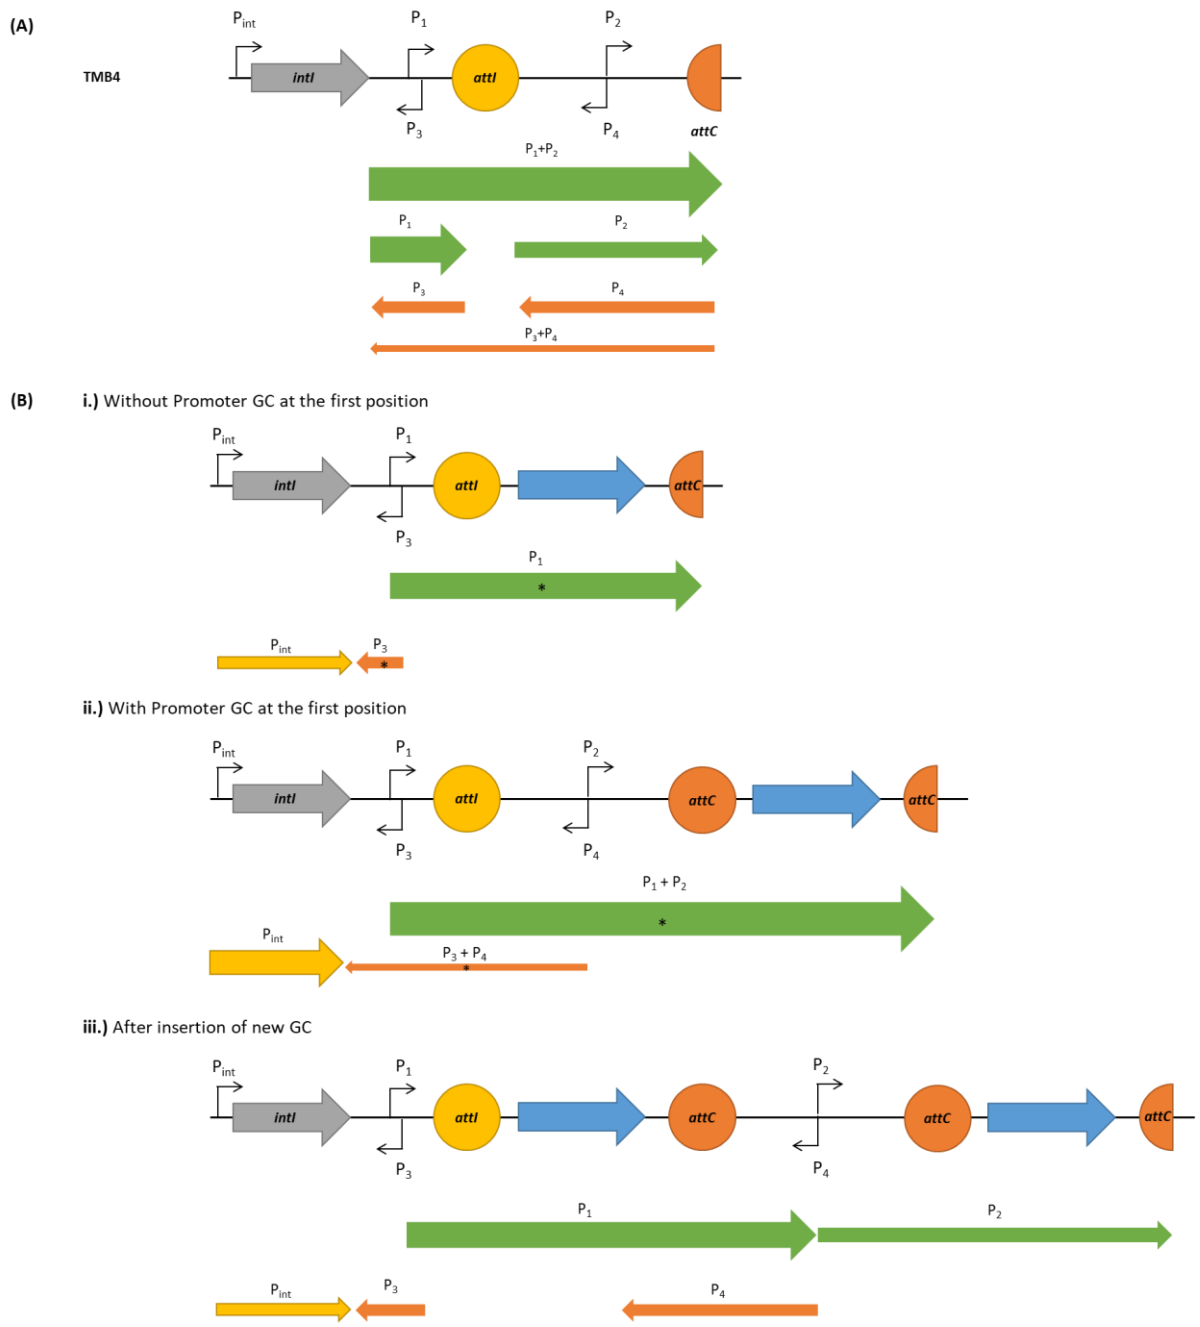 (A)
Pint P1 P2
TMB4 intI attI
P3 P4 attC
P1+P2
P1 P2
P3 P4
P3+P4
(B) i.) Without Promoter GC at the first position
Pint P1
intI attI attC
P3
P1
*
Pint P3
*
ii.) With Promoter GC at the first position
Pint P1 P2
intI attI attC attC
P3 P4
P1 + P2
*
Pint P3 + P4
*
iii.) After insertion of new GC
Pint P1 P2
intI attI attC attC attC
P3 P4
P1 P2
Pint P3 P4